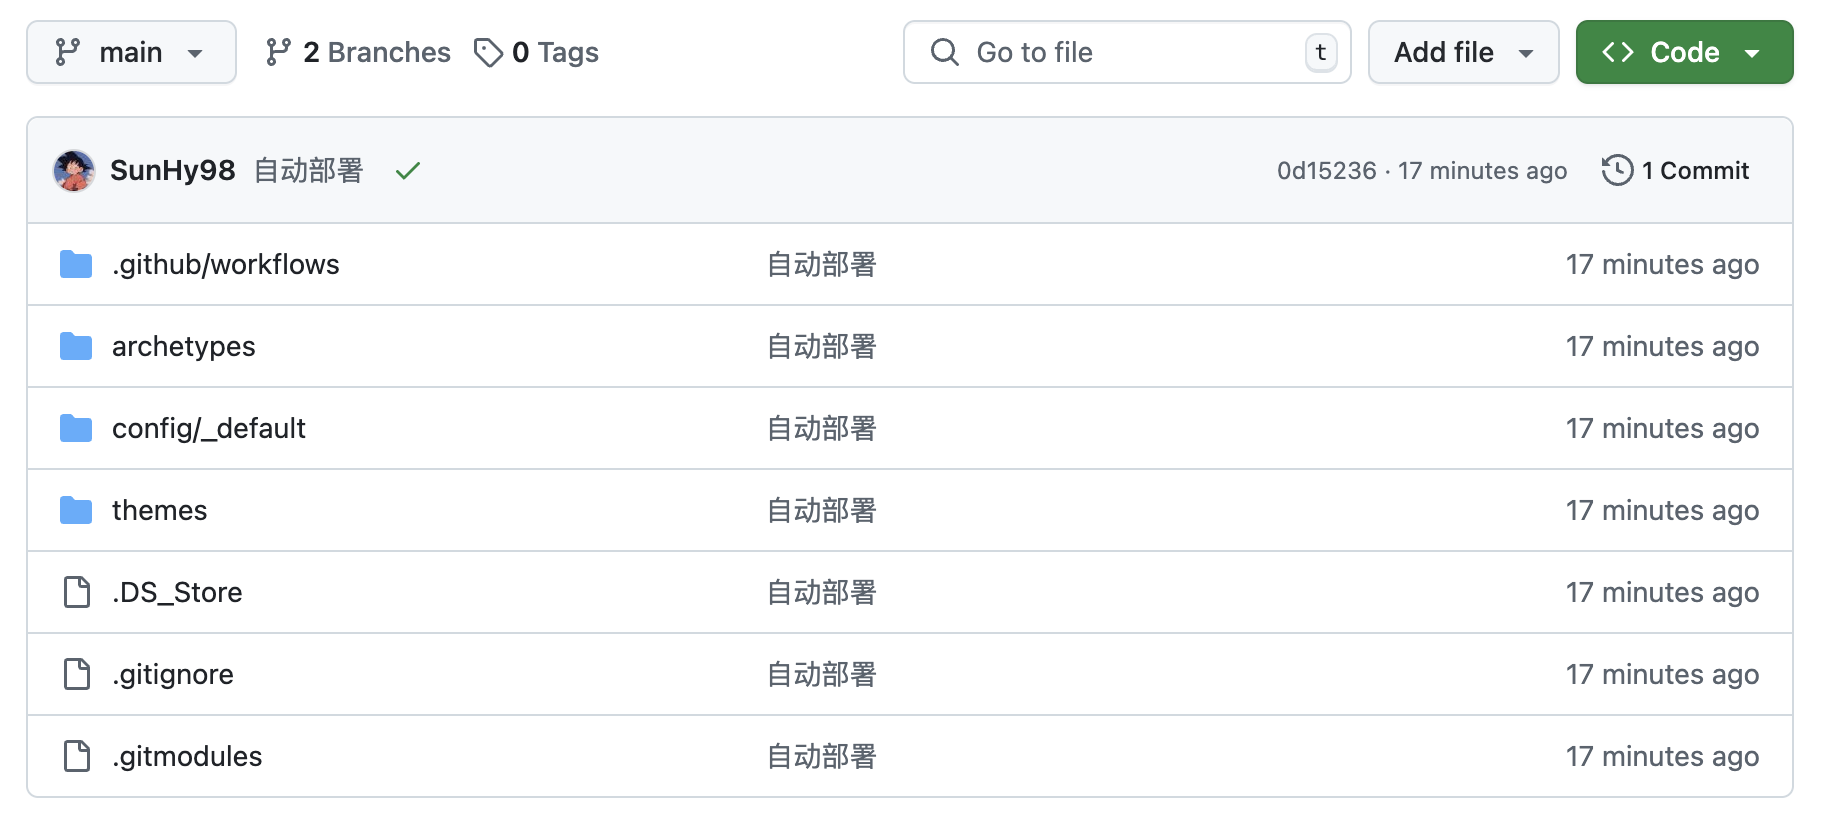 main 2 Branches 0 Tags Go to file t Add file Code
SunHy98 自动部署 0d15236 · 17 minutes ago 1 Commit
.github/workflows 自动部署 17 minutes ago
archetypes 自动部署 17 minutes ago
config/_default 自动部署 17 minutes ago
themes 自动部署 17 minutes ago
.DS_Store 自动部署 17 minutes ago
.gitignore 自动部署 17 minutes ago
.gitmodules 自动部署 17 minutes ago